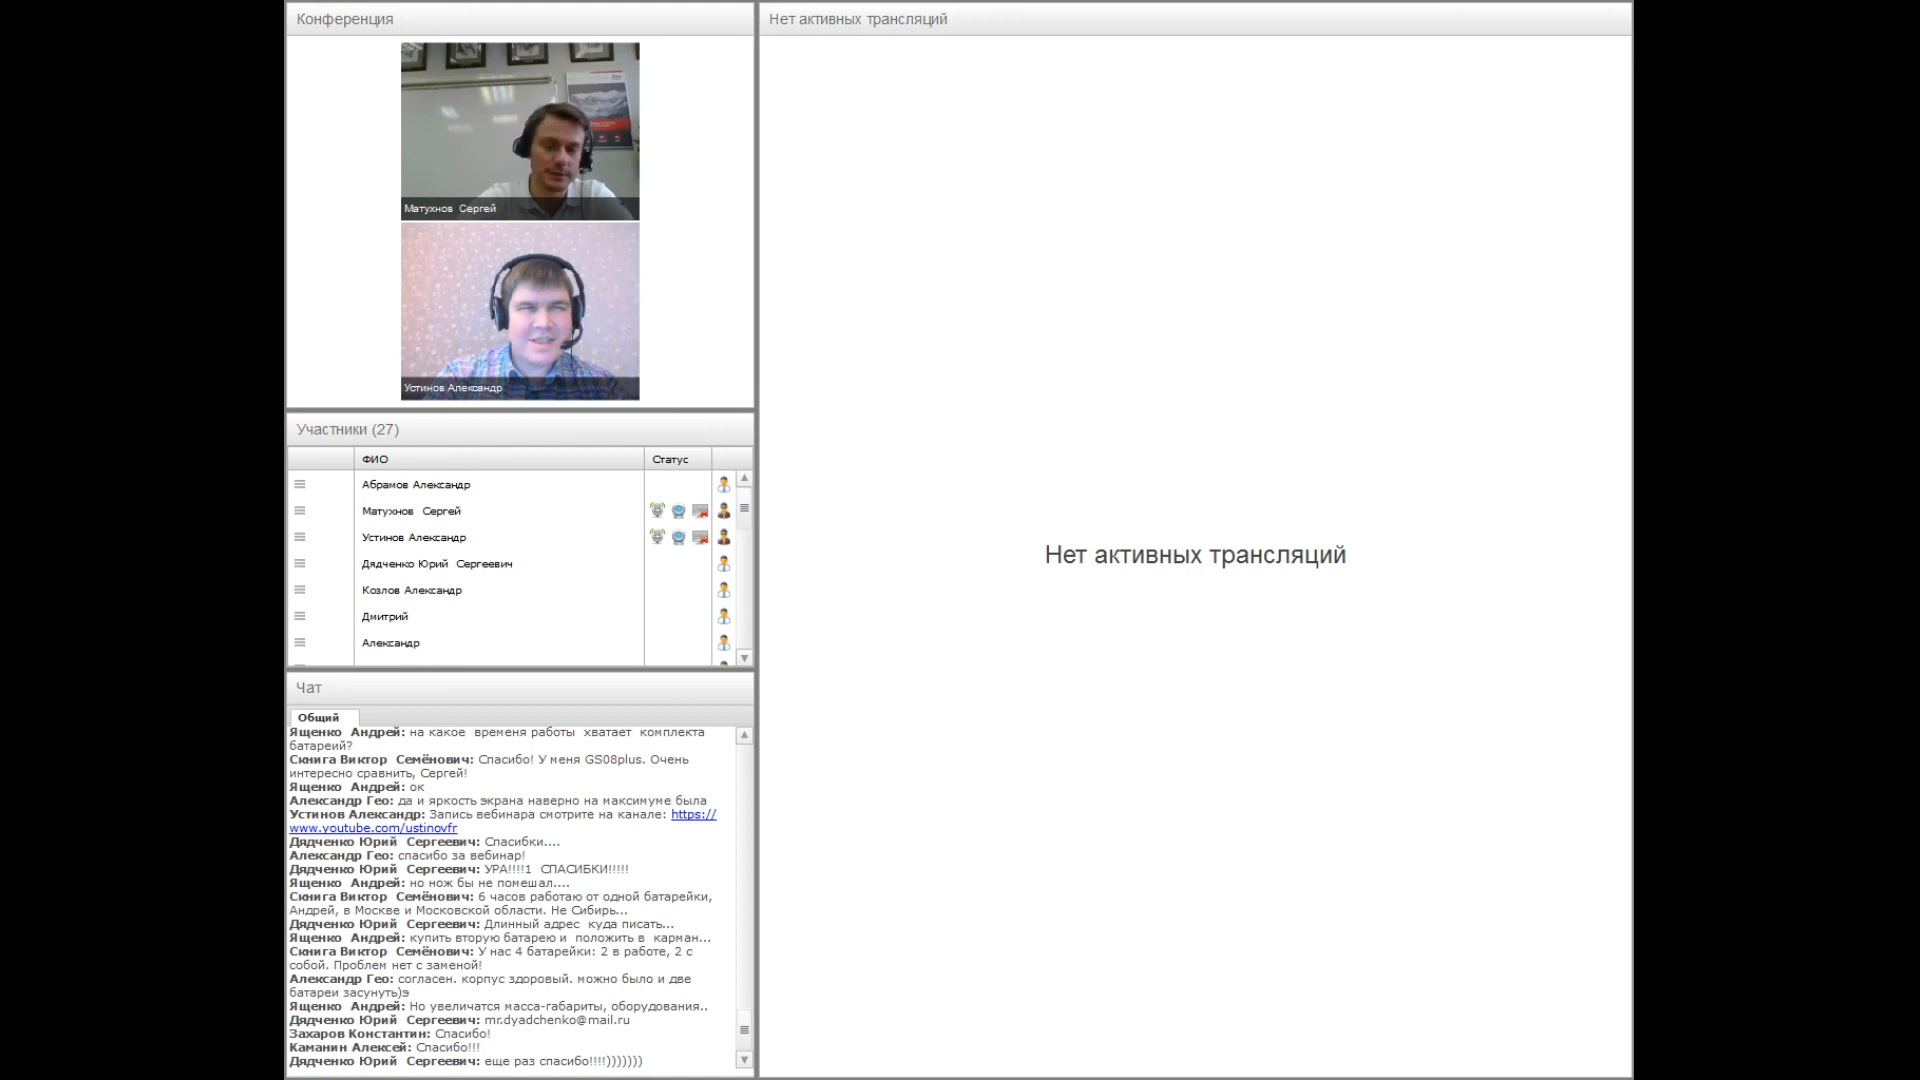 Конференция
Нет активных трансляций
Матухнов Сергей
Устинов Александр
Участники (27)
ФИО
Статус
Абрамов Александр
Матухнов Сергей
Устинов Александр
Дядченко Юрий Сергеевич
Козлов Александр
Дмитрий
Александр
Нет активных трансляций
Чат
Общий
Ященко Андрей: на какое временя работы хватает комплекта
батареий?
Скнига Виктор Семёнович: Спасибо! У меня GS08plus. Очень
интересно сравнить, Сергей!
Ященко Андрей: ок
Александр Гео: да и яркость экрана наверно на максимуме была
Устинов Александр: Запись вебинара смотрите на канале: https://
www.youtube.com/ustinovfr
Дядченко Юрий Сергеевич: Спасибки....
Александр Гео: спасибо за вебинар!
Дядченко Юрий Сергеевич: УРА!!!!1 СПАСИБКИ!!!!!
Ященко Андрей: но нож бы не помешал....
Скнига Виктор Семёнович: 6 часов работаю от одной батарейки,
Андрей, в Москве и Московской области. Не Сибирь...
Дядченко Юрий Сергеевич: Длинный адрес куда писать...
Ященко Андрей: купить вторую батарею и положить в карман...
Скнига Виктор Семёнович: У нас 4 батарейки: 2 в работе, 2 с
собой. Проблем нет с заменой!
Александр Гео: согласен. корпус здоровый. можно было и две
батареи засунуть)э
Ященко Андрей: Но увеличатся масса-габариты, оборудования..
Дядченко Юрий Сергеевич: mr.dyadchenko@mail.ru
Захаров Константин: Спасибо!
Каманин Алексей: Спасибо!!!
Дядченко Юрий Сергеевич: еще раз спасибо!!!!)))))))